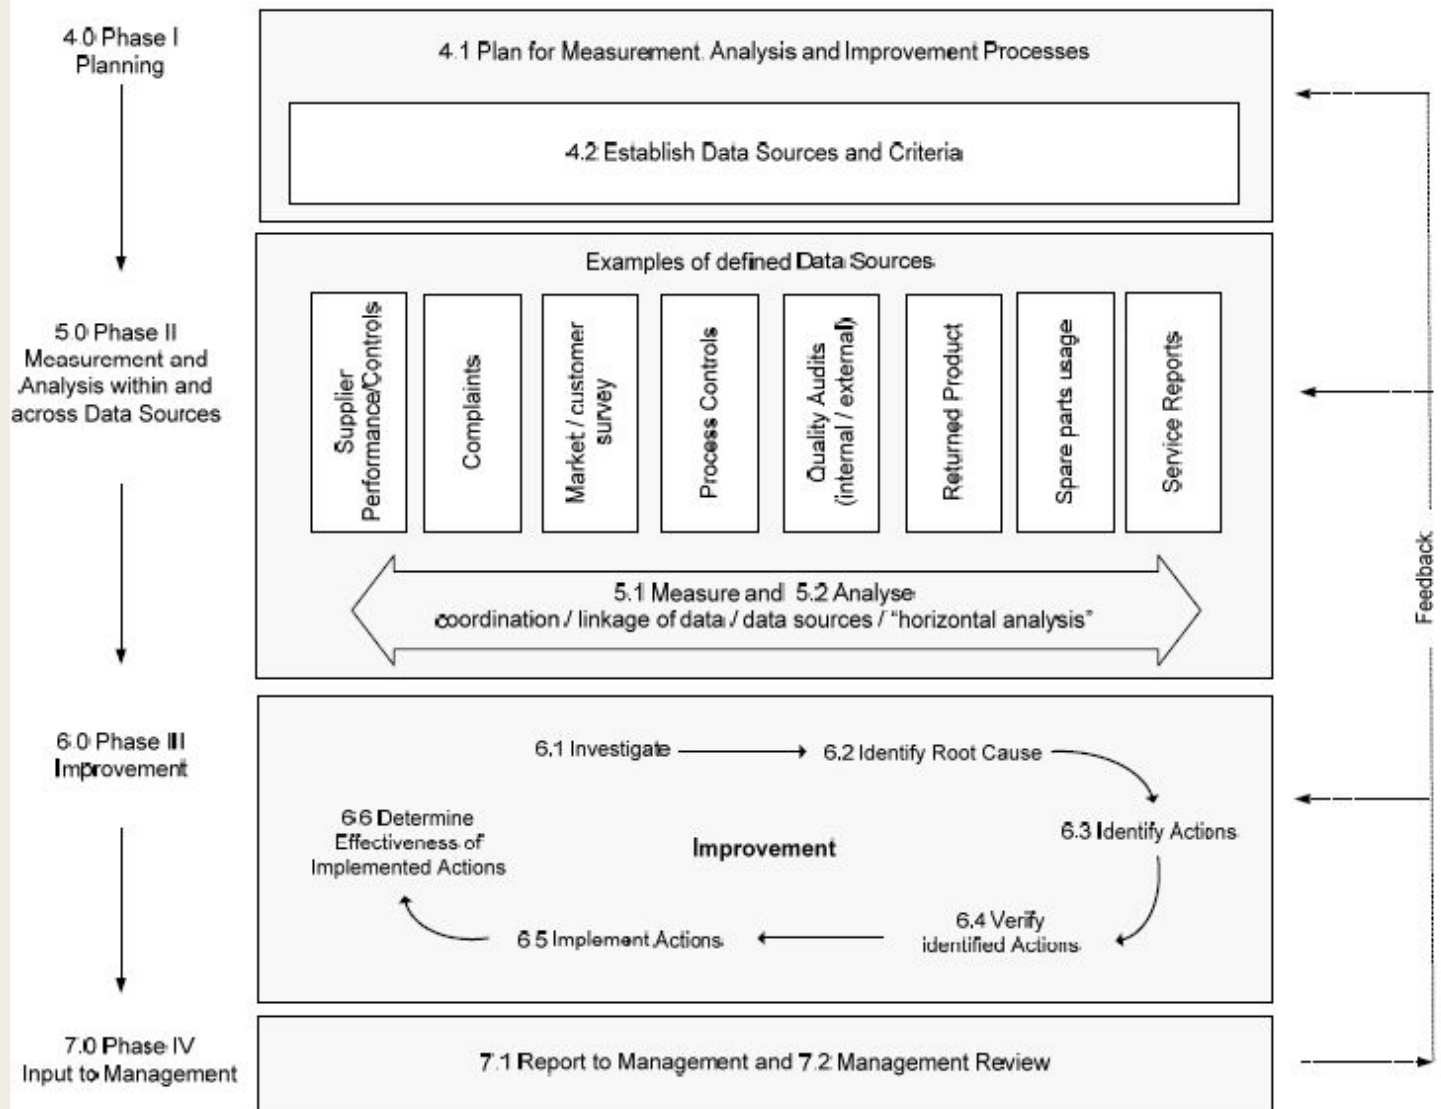 4.0 Phase I
Planning
4.1 Plan for Measurement. Analysis and Improvement Processes
4.2 Establish Data Sources and Criteria
5.0 Phase II
Measurement and
Analysis within and
across Data Sources
Examples of defined Data Sources
Supplier
Performance/Controls
Complaints
Market / customer
survey
Process Controls
Quality Audits
(internal / external)
Returned Product
Spare parts usage
Service Reports
5.1 Measure and 5.2 Analyse
coordination / linkage of data / data sources / "horizontal analysis"
Feedback
6.0 Phase III
Improvement
6.1 Investigate
6.2 Identify Root Cause
6.3 Identify Actions
6.4 Verify
identified Actions
6.5 Implement Actions
6.6 Determine
Effectiveness of
Implemented Actions
Improvement
7.0 Phase IV
Input to Management
7.1 Report to Management and 7.2 Management Review